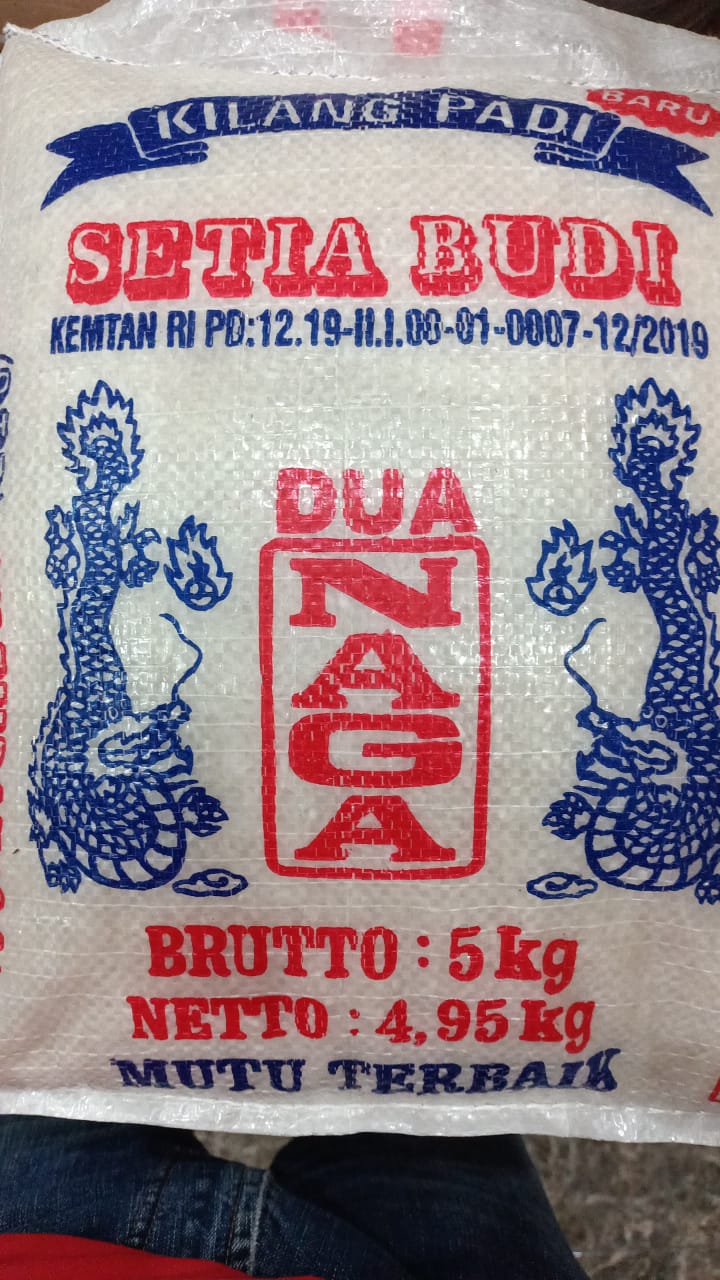 KILANG PADI
BARU
SETIA BUDI
KEMTAN RI PD:12.19-II.I.00-01-0007-12/2019
DUA
NAGA
BRUTTO : 5 kg
NETTO : 4,95 kg
MUTU TERBAIK